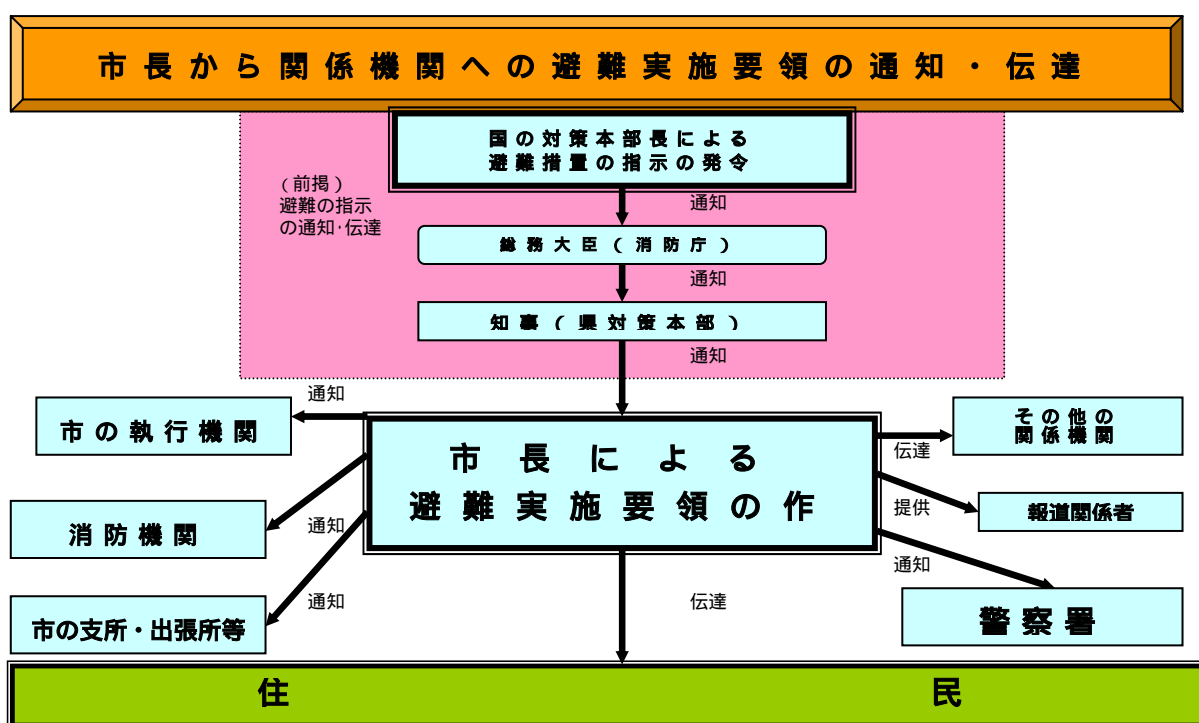 市長から関係機関への避難実施要領の通知・伝達
国の対策本部長による
避難措置の指示の発令
(前掲)
避難の指示
の通知・伝達
通知
総務大臣(消防庁)
通知
知事(県対策本部)
通知
通知
市の執行機関
その他の
関係機関
市長による
避難実施要領の作
伝達
消防機関
通知
提供
報道関係者
通知
市の支所・出張所等
通知
伝達
警察署
住民